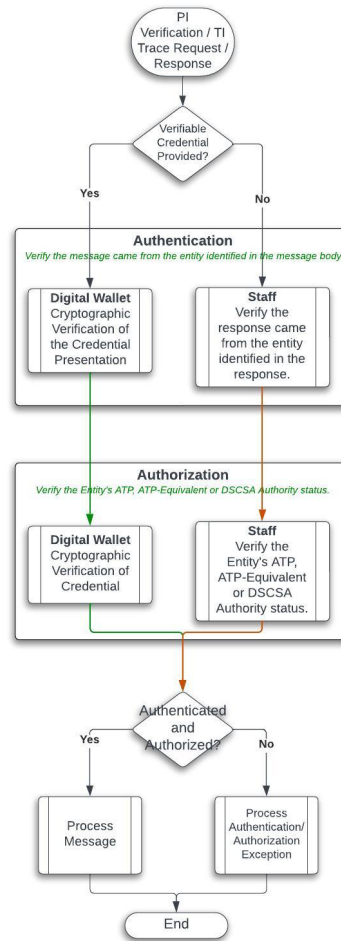 PI
Verification / TI
Trace Request /
Response
Verifiable
Credential
Provided?
Yes
No
Authentication
Verify the message came from the entity identified in the message body
Digital Wallet
Cryptographic
Verification of
the Credential
Presentation
Staff
Verify the
response came
from the entity
identified in the
response.
Authorization
Verify the Entity's ATP, ATP-Equivalent or DSCSA Authority status.
Digital Wallet
Cryptographic
Verification of
Credential
Staff
Verify the
Entity's ATP,
ATP-Equivalent
or DSCSA
Authority status.
Authenticated
and
Authorized?
Yes
No
Process
Message
Process
Authentication/
Authorization
Exception
End